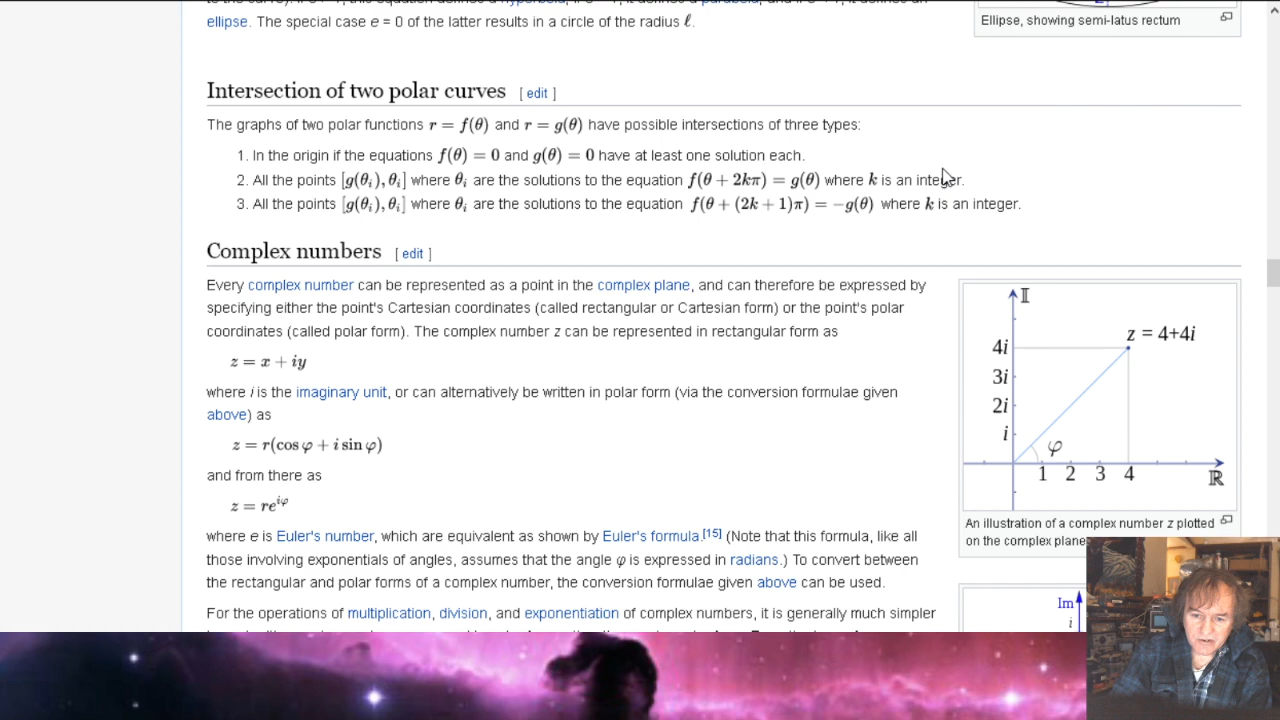 ellipse. The special case e = 0 of the latter results in a circle of the radius ℓ.
Ellipse, showing semi-latus rectum
Intersection of two polar curves [ edit ]
The graphs of two polar functions r = f(θ) and r = g(θ) have possible intersections of three types:
1. In the origin if the equations f(θ) = 0 and g(θ) = 0 have at least one solution each.
2. All the points [g(θᵢ), θᵢ] where θᵢ are the solutions to the equation f(θ + 2kπ) = g(θ) where k is an integer.
3. All the points [g(θᵢ), θᵢ] where θᵢ are the solutions to the equation f(θ + (2k + 1)π) = −g(θ) where k is an integer.
Complex numbers [ edit ]
Every complex number can be represented as a point in the complex plane, and can therefore be expressed by
specifying either the point's Cartesian coordinates (called rectangular or Cartesian form) or the point's polar
coordinates (called polar form). The complex number z can be represented in rectangular form as
z = x + iy
where i is the imaginary unit, or can alternatively be written in polar form (via the conversion formulae given
above) as
z = r(cos φ + i sin φ)
and from there as
z = re^{iφ}
where e is Euler's number, which are equivalent as shown by Euler's formula.[15] (Note that this formula, like all
those involving exponentials of angles, assumes that the angle φ is expressed in radians.) To convert between
the rectangular and polar forms of a complex number, the conversion formulae given above can be used.
For the operations of multiplication, division, and exponentiation of complex numbers, it is generally much simpler
𝕀
z = 4+4i
4i
3i
2i
i
φ
1 2 3 4
ℝ
An illustration of a complex number z plotted
on the complex plane
Im
i